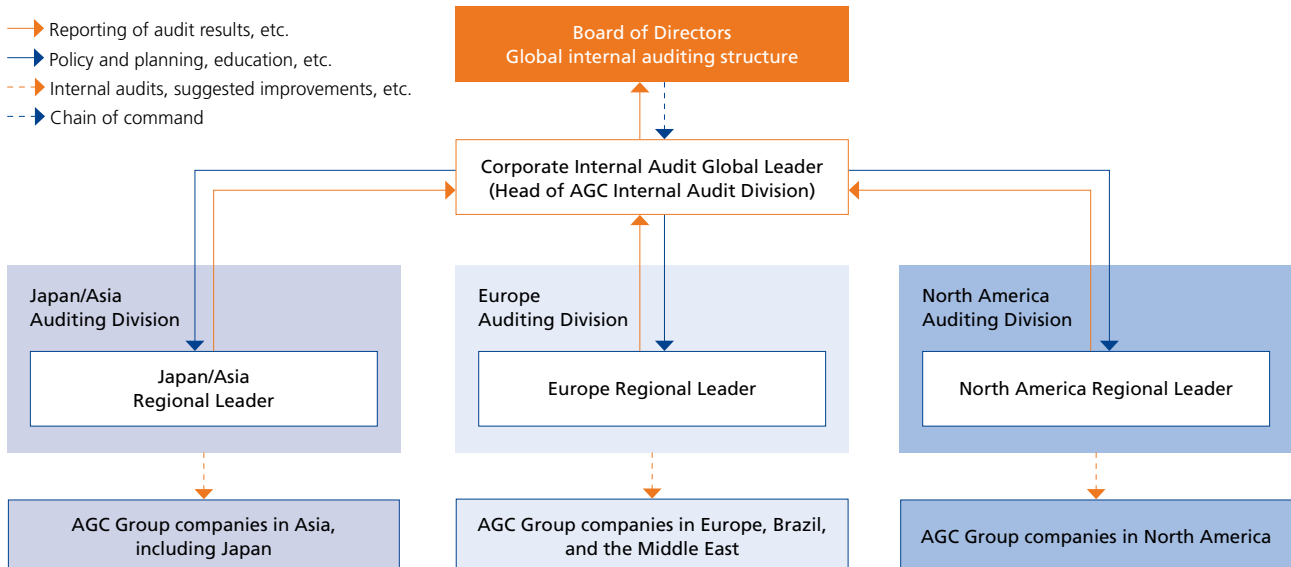 Reporting of audit results, etc.
Policy and planning, education, etc.
Internal audits, suggested improvements, etc.
Chain of command
Board of Directors
Global internal auditing structure
Corporate Internal Audit Global Leader
(Head of AGC Internal Audit Division)
Japan/Asia
Auditing Division
Japan/Asia
Regional Leader
Europe
Auditing Division
Europe Regional Leader
North America
Auditing Division
North America Regional Leader
AGC Group companies in Asia,
including Japan
AGC Group companies in Europe, Brazil,
and the Middle East
AGC Group companies in North America